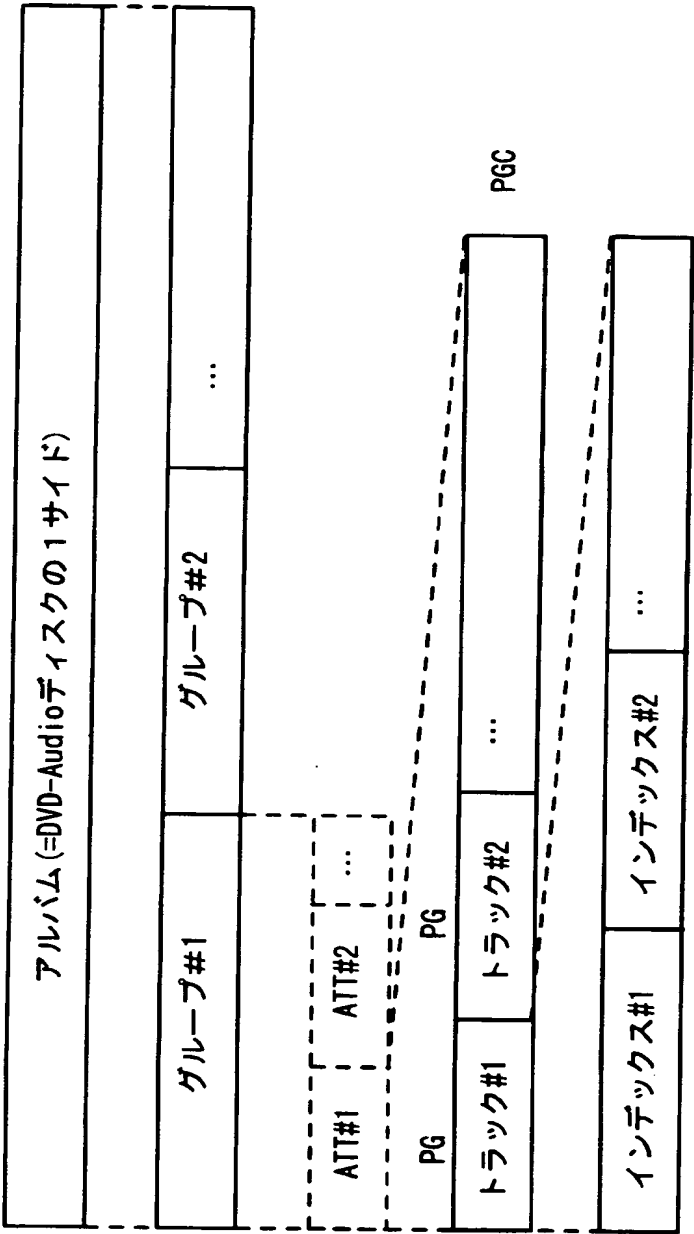 アルバム(=DVD-Audioディスクの1サイド)
グループ#1 グループ#2 ...
ATT#1 ATT#2 ...
PG PG
トラック#1 トラック#2 ... PGC
インデックス#1 インデックス#2 ...